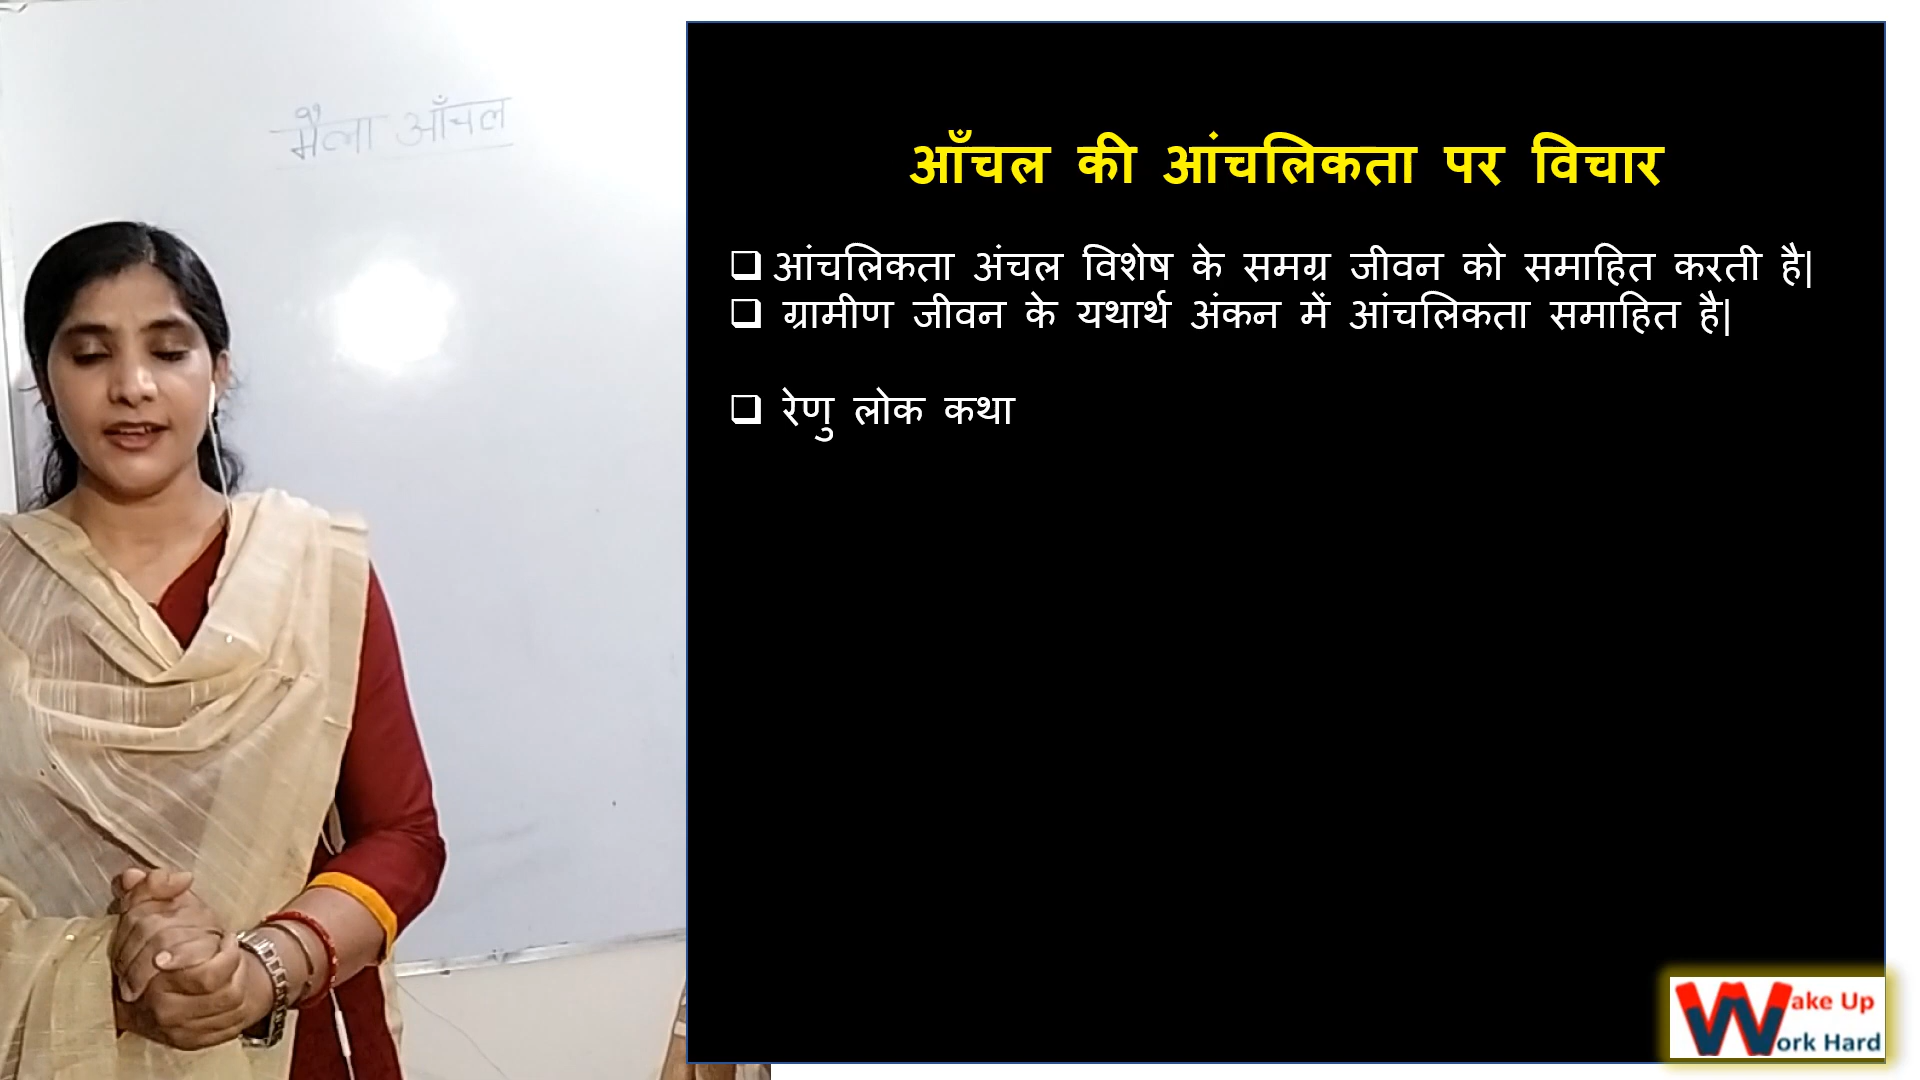 मैला आँचल
आँचल की आंचलिकता पर विचार
❑ आंचलिकता अंचल विशेष के समग्र जीवन को समाहित करती है|
❑ ग्रामीण जीवन के यथार्थ अंकन में आंचलिकता समाहित है|
❑ रेणु लोक कथा
Wake Up
Work Hard